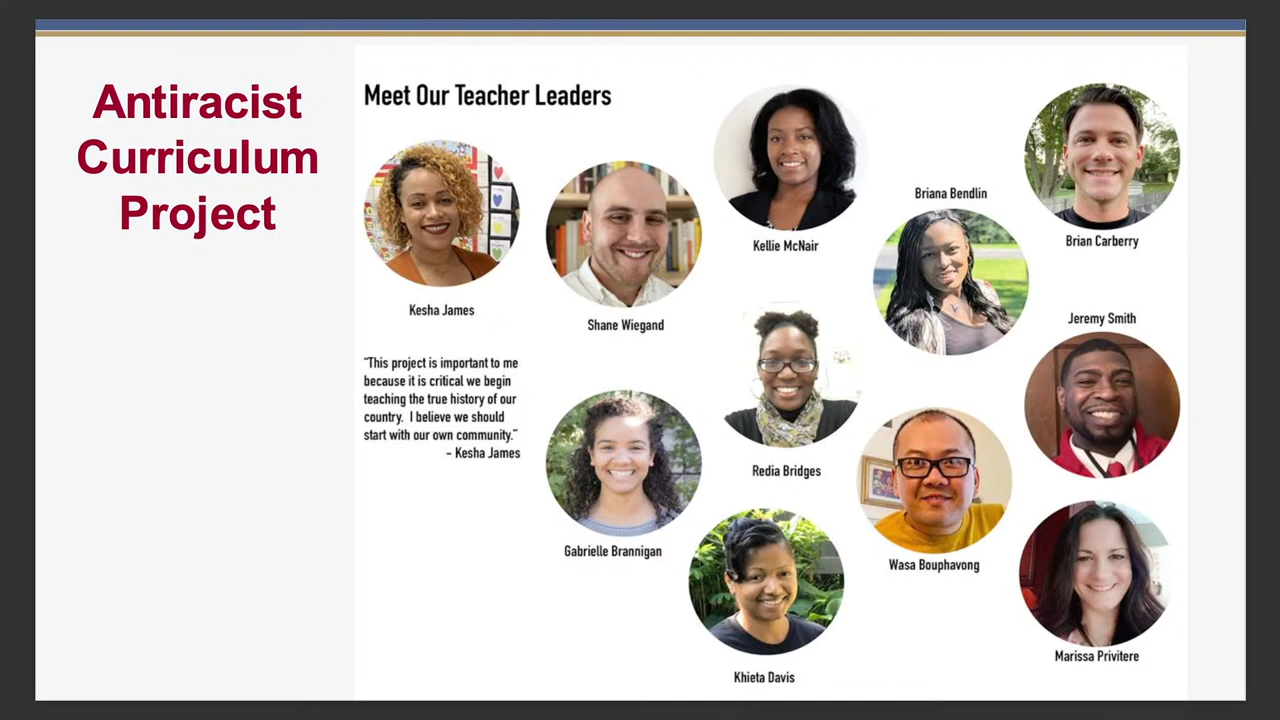 Antiracist
Curriculum
Project
Meet Our Teacher Leaders
Kesha James
Shane Wiegand
Kellie McNair
Briana Bendlin
Brian Carberry
Jeremy Smith
“This project is important to me
because it is critical we begin
teaching the true history of our
country. I believe we should
start with our own community.”
- Kesha James
Redia Bridges
Gabrielle Brannigan
Wasa Bouphavong
Khieta Davis
Marissa Privitere